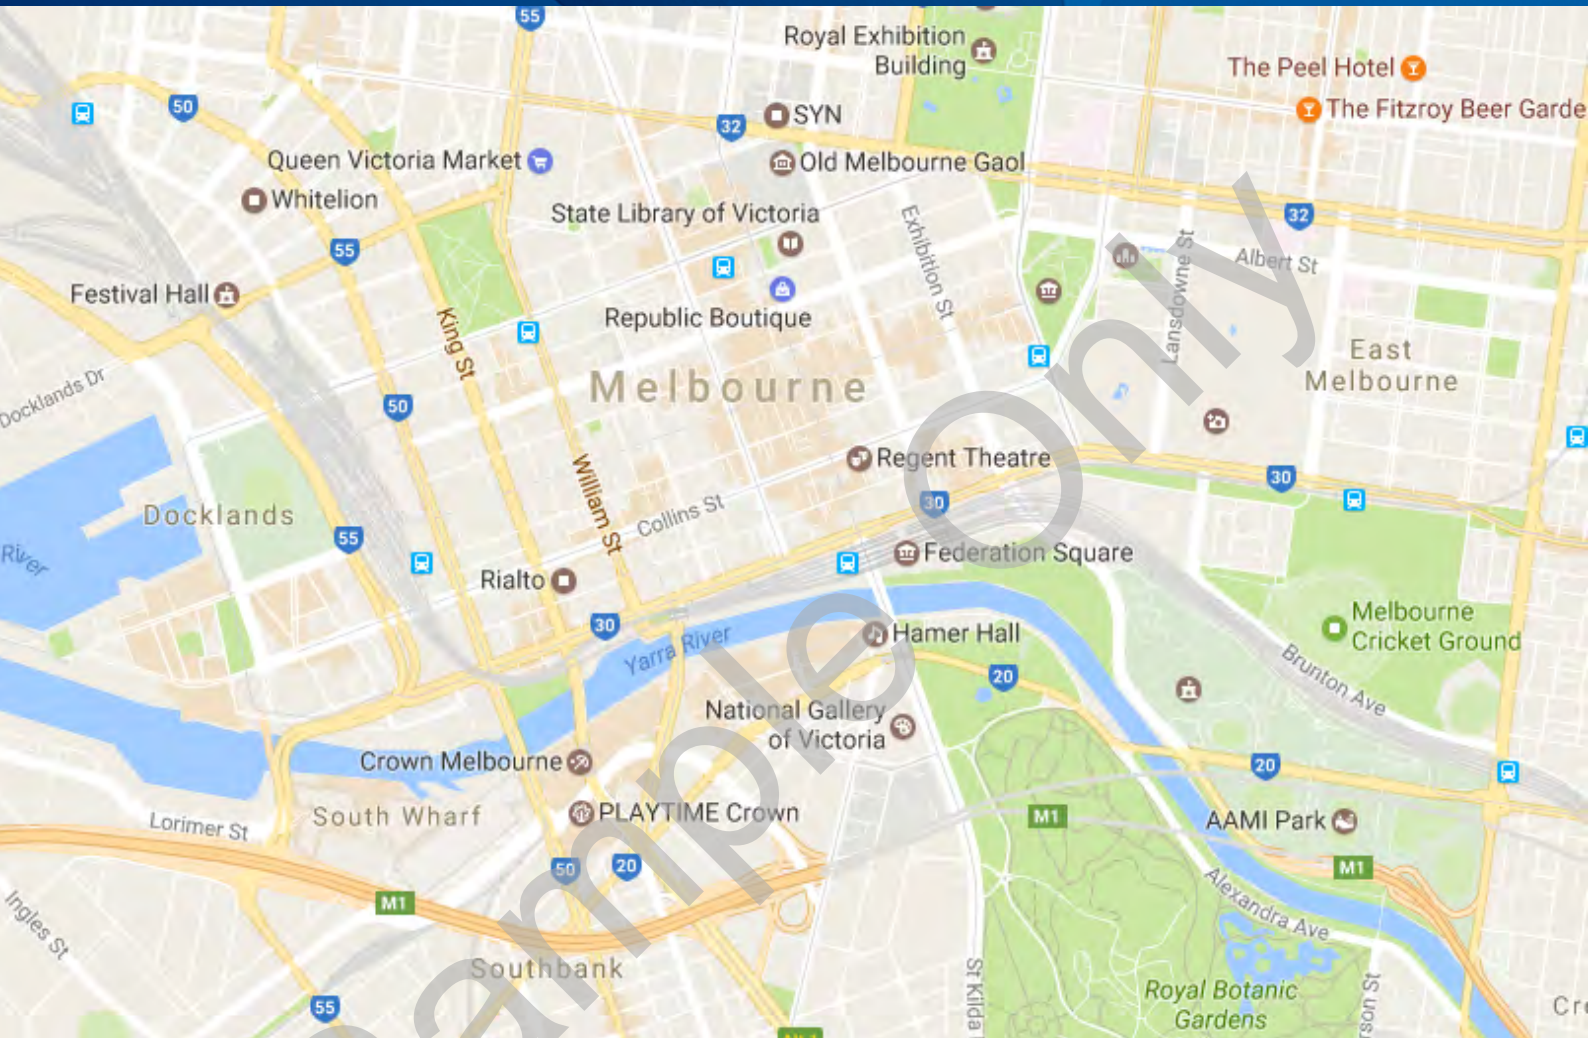 55
Royal Exhibition
Building
The Peel Hotel
50
The Fitzroy Beer Garde
32
SYN
Queen Victoria Market
Old Melbourne Gaol
Whitelion
State Library of Victoria
Exhibition St
32
55
Lansdowne St
Albert St
Festival Hall
Republic Boutique
King St
East
Melbourne
Melbourne
Docklands Dr
50
Regent Theatre
William St
30
30
Collins St
Docklands
55
River
Federation Square
Rialto
Melbourne
Cricket Ground
30
Hamer Hall
Yarra River
Brunton Ave
20
National Gallery
of Victoria
Crown Melbourne
20
South Wharf
PLAYTIME Crown
M1
AAMI Park
Lorimer St
50
20
M1
Alexandra Ave
M1
Ingles St
Southbank
St Kilda
Royal Botanic
Gardens
rson St
55
Cr
Sample Only